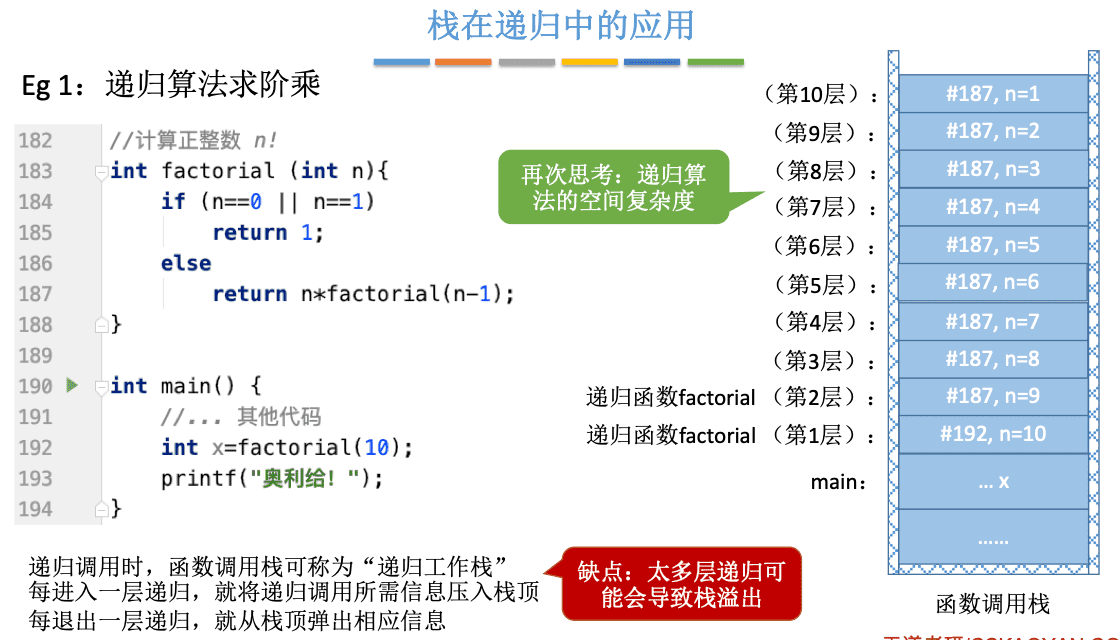 栈在递归中的应用
Eg 1：递归算法求阶乘
182 //计算正整数 n!
183 int factorial (int n){
184 if (n==0 || n==1)
185 return 1;
186 else
187 return n*factorial(n-1);
188 }
189
190 int main() {
191 //... 其他代码
192 int x=factorial(10);
193 printf("奥利给！");
194 }
再次思考：递归算
法的空间复杂度
（第10层）： #187, n=1
（第9层）： #187, n=2
（第8层）： #187, n=3
（第7层）： #187, n=4
（第6层）： #187, n=5
（第5层）： #187, n=6
（第4层）： #187, n=7
（第3层）： #187, n=8
递归函数factorial （第2层）： #187, n=9
递归函数factorial （第1层）： #192, n=10
main： ... x
......
函数调用栈
递归调用时，函数调用栈可称为“递归工作栈”
每进入一层递归，就将递归调用所需信息压入栈顶
每退出一层递归，就从栈顶弹出相应信息
缺点：太多层递归可
能会导致栈溢出